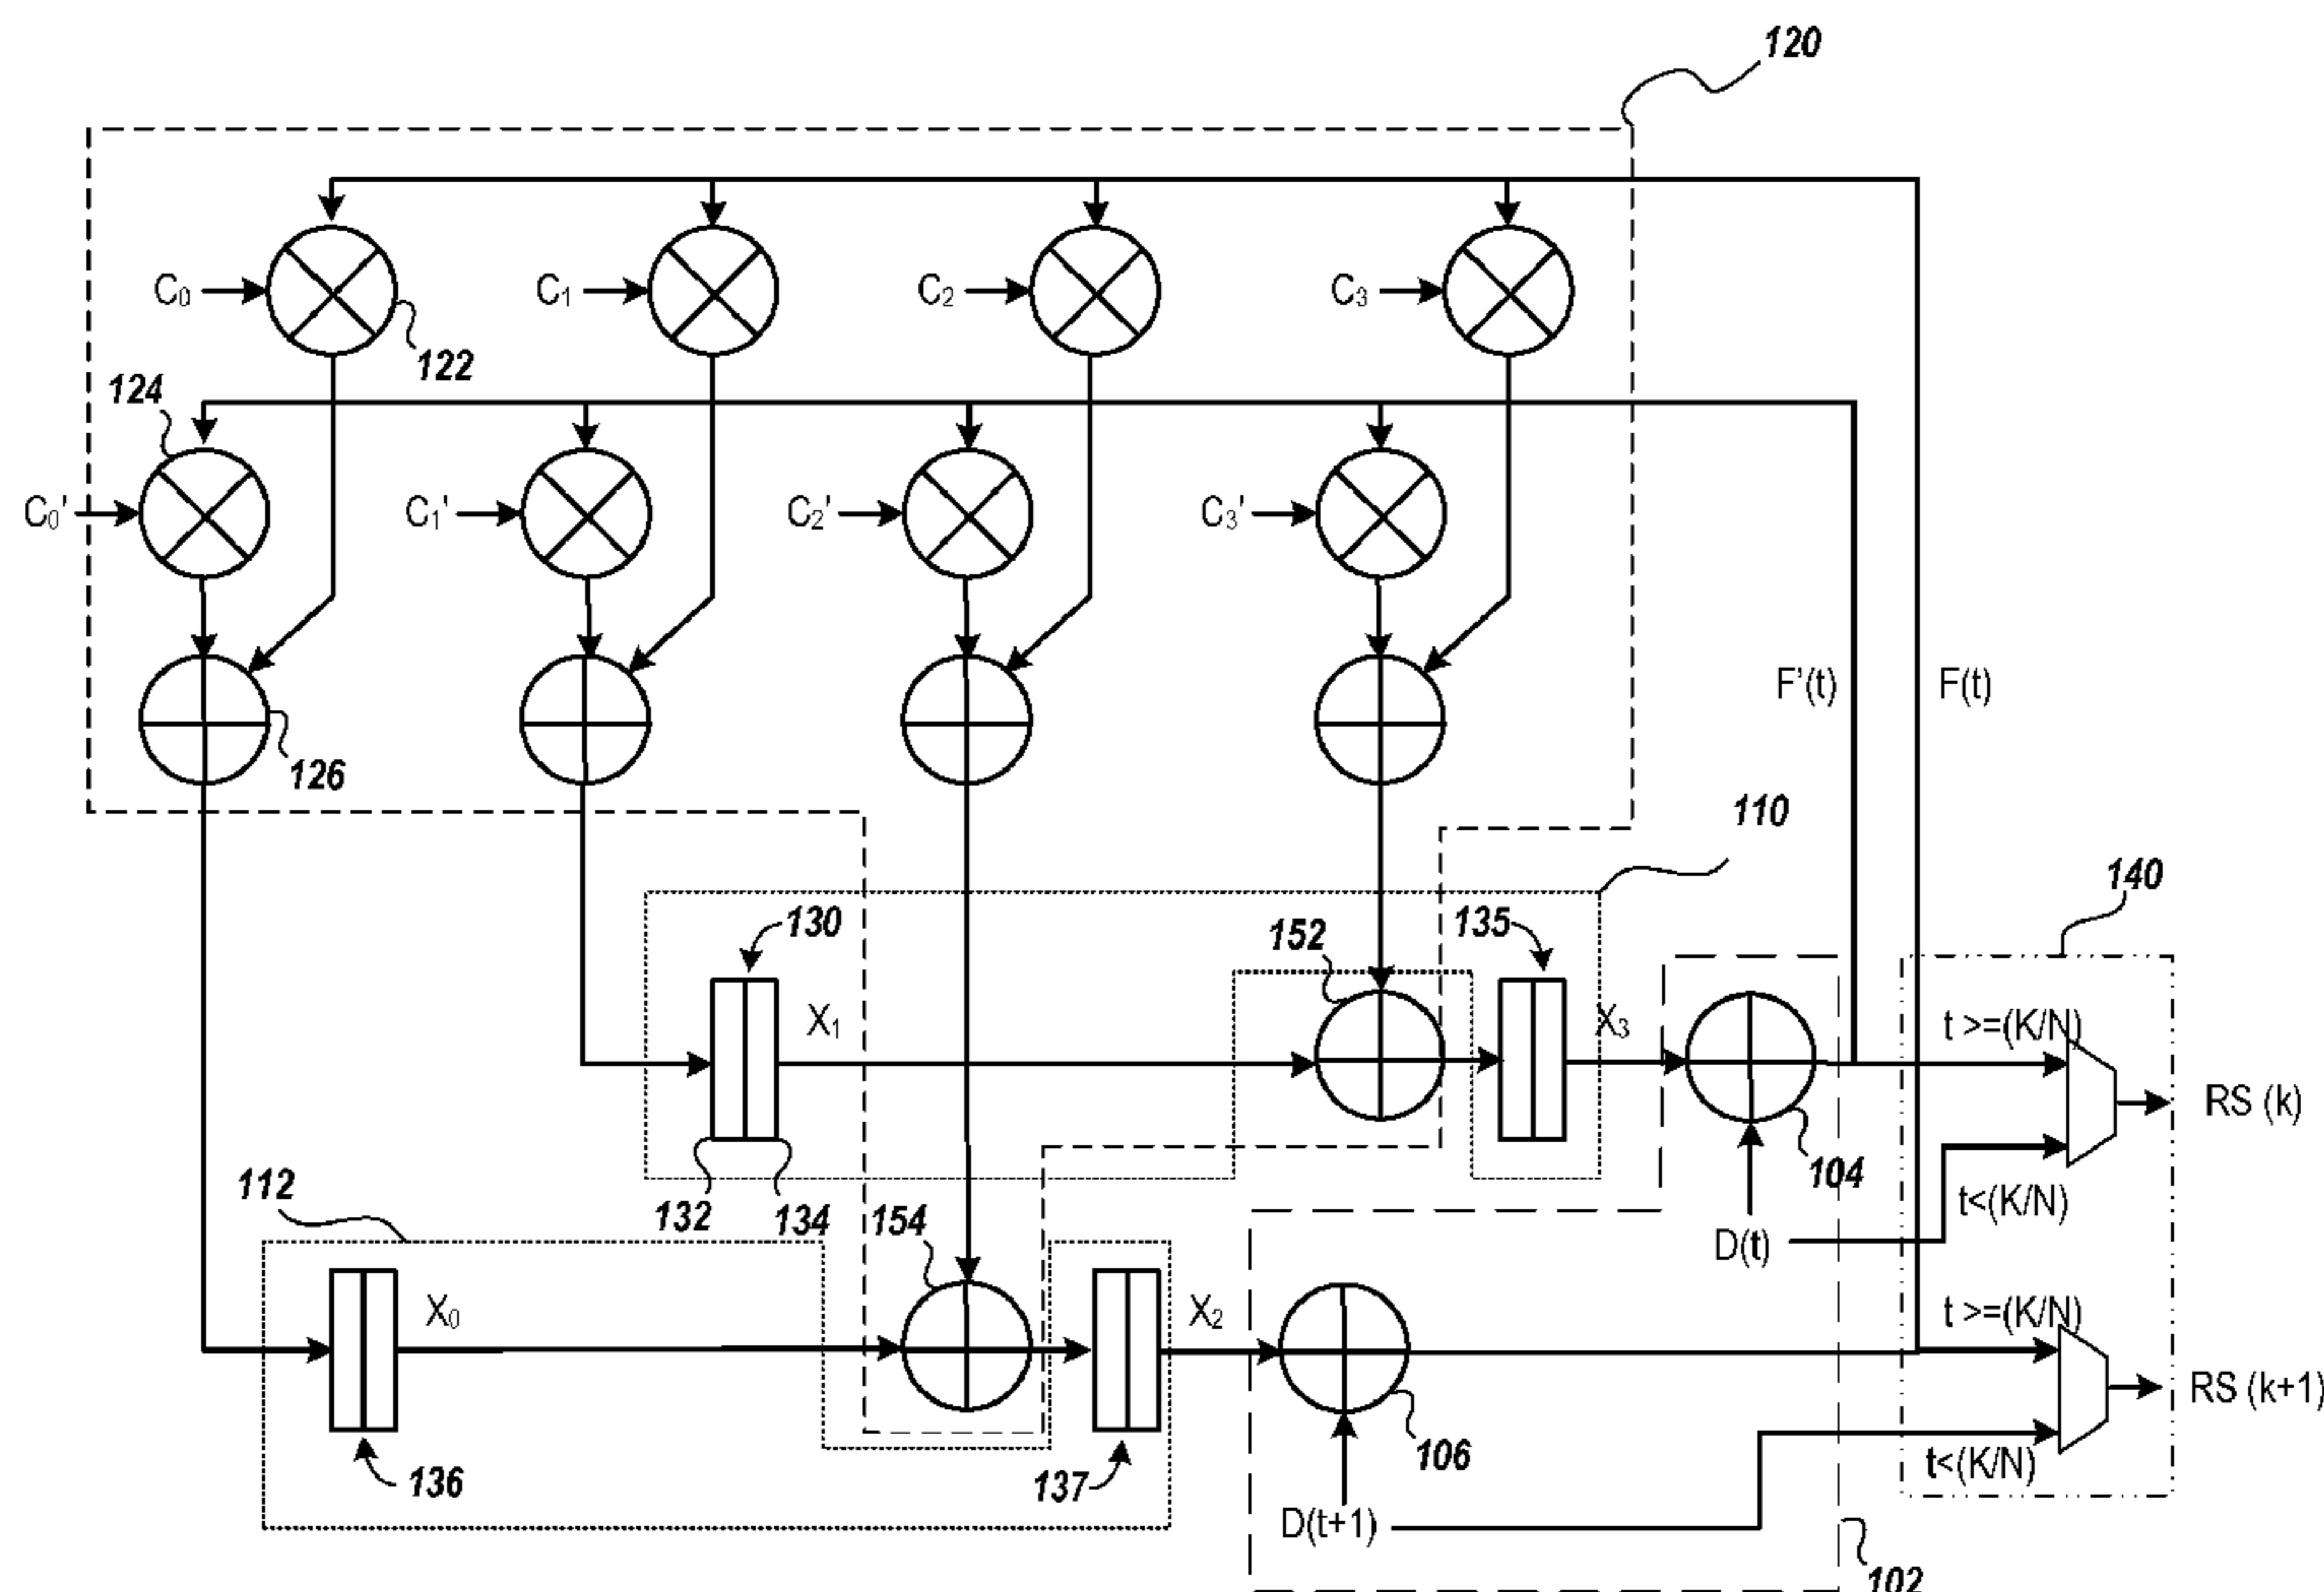 120
C₀
C₁
C₂
C₃
122
124
C₀'
C₁'
C₂'
C₃'
F'(t)
F(t)
126
110
140
130
152
135
X₁
X₃
t >=(K/N)
RS (k)
132
134
104
112
154
t<(K/N)
D(t)
X₀
X₂
t >=(K/N)
RS (k+1)
136
137
106
t<(K/N)
D(t+1)
102